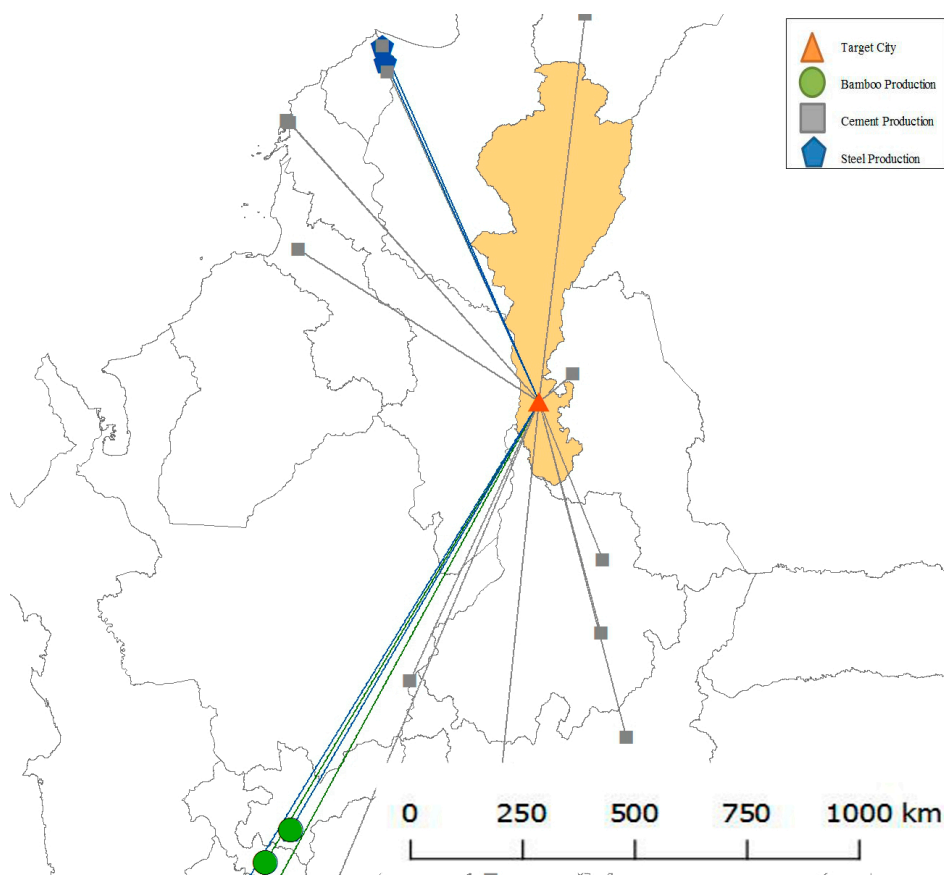 Target City
Bamboo Production
Cement Production
Steel Production
0 250 500 750 1000 km